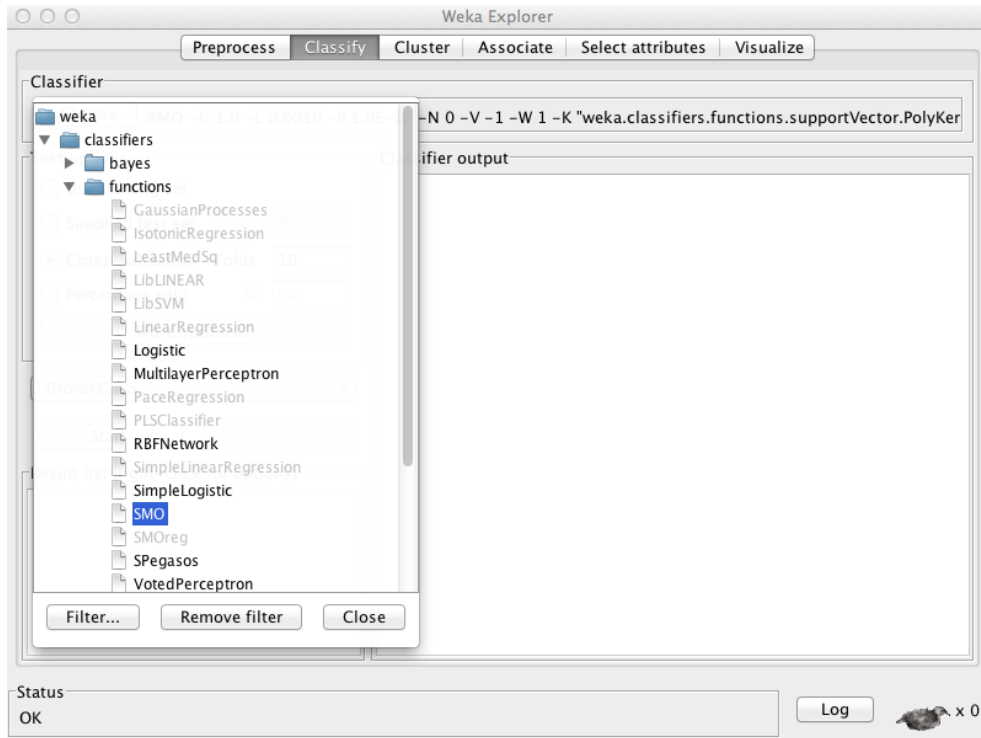 Weka Explorer
Preprocess Classify Cluster Associate Select attributes Visualize
Classifier
SMO -C 1.0 -L 0.0010 -P 1.0E- -N 0 -V -1 -W 1 -K "weka.classifiers.functions.supportVector.PolyKer
weka
classifiers
bayes
functions
GaussianProcesses
IsotonicRegression
LeastMedSq
LibLINEAR
LibSVM
LinearRegression
Logistic
MultilayerPerceptron
PaceRegression
PLSClassifier
RBFNetwork
SimpleLinearRegression
SimpleLogistic
SMO
SMOreg
SPegasos
VotedPerceptron
Filter... Remove filter Close
ifier output
Folds 10
Result list
Status
OK
Log
x 0